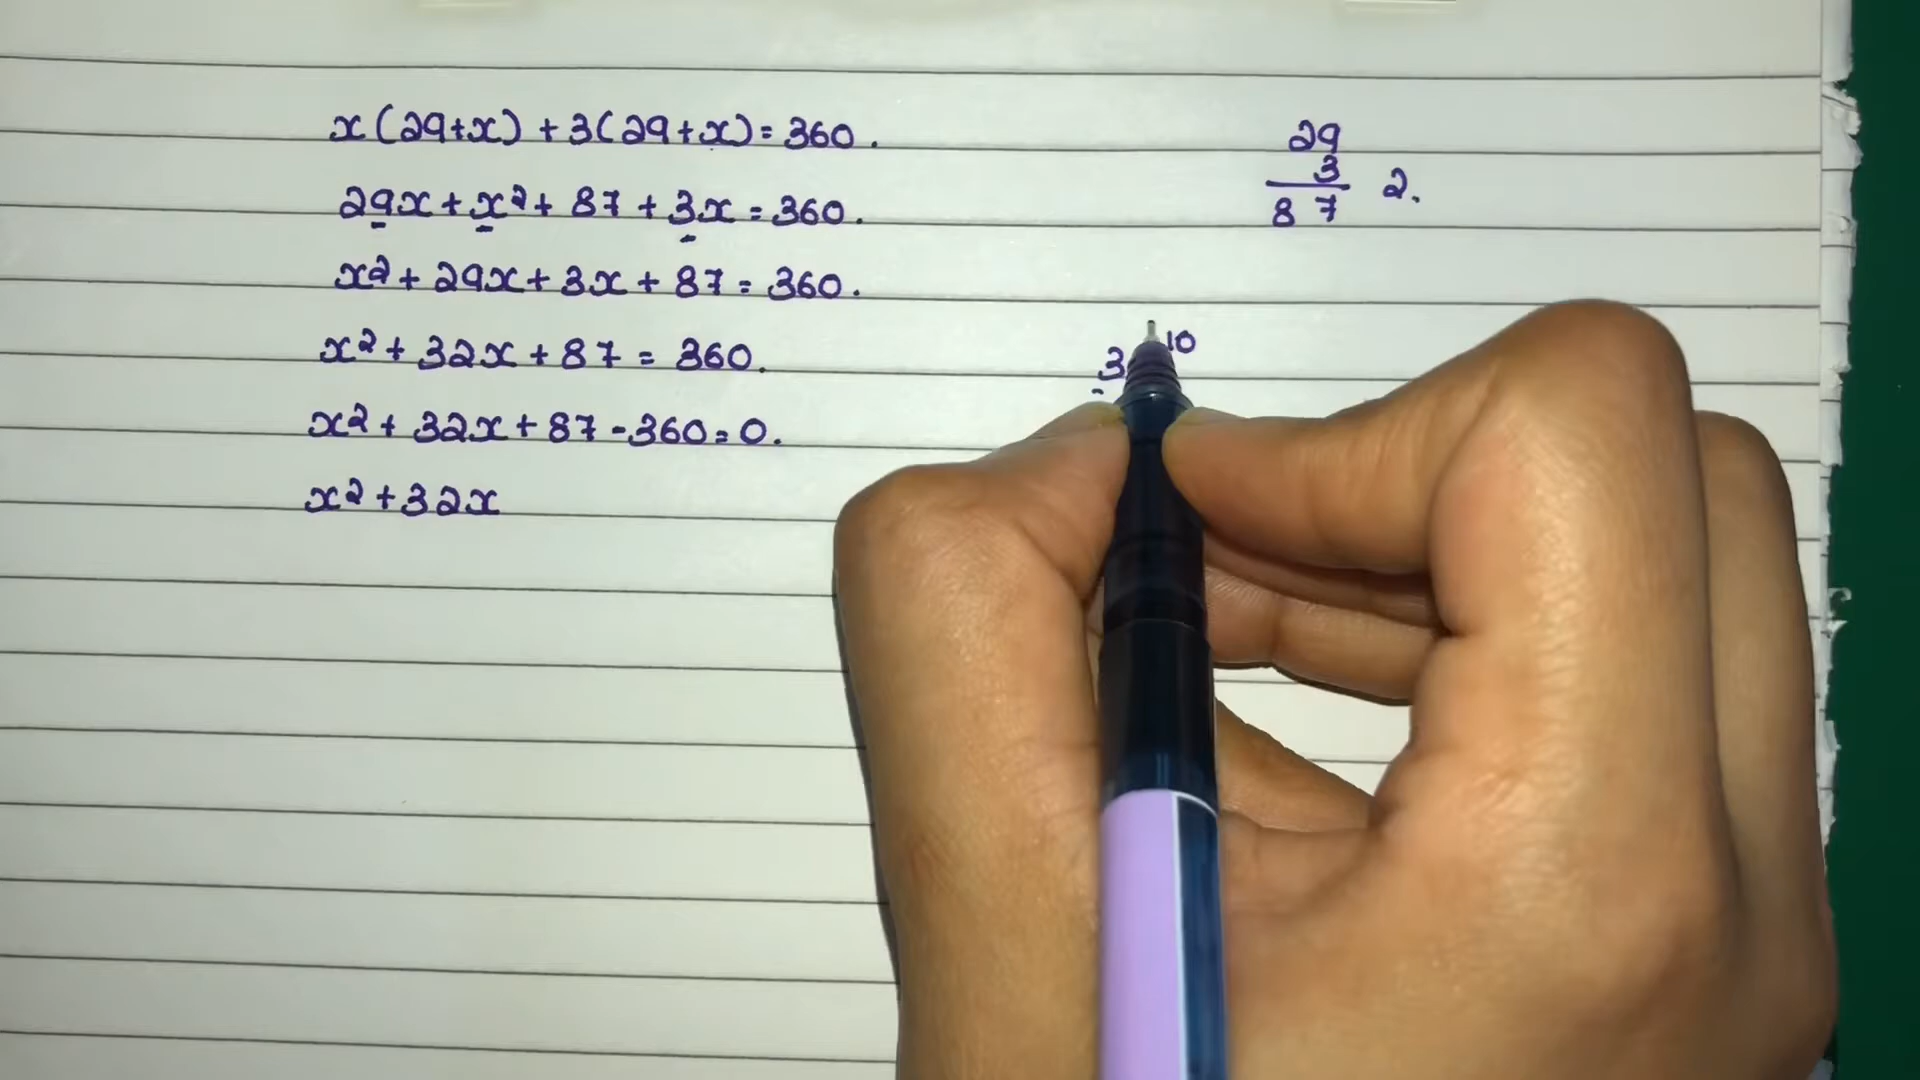 x(29+x) + 3(29+x) = 360.
29x + x² + 87 + 3x = 360.
x² + 29x + 3x + 87 = 360.
x² + 32x + 87 = 360.
x² + 32x + 87 - 360 = 0.
x² + 32x
29
3 2.
87
10
3